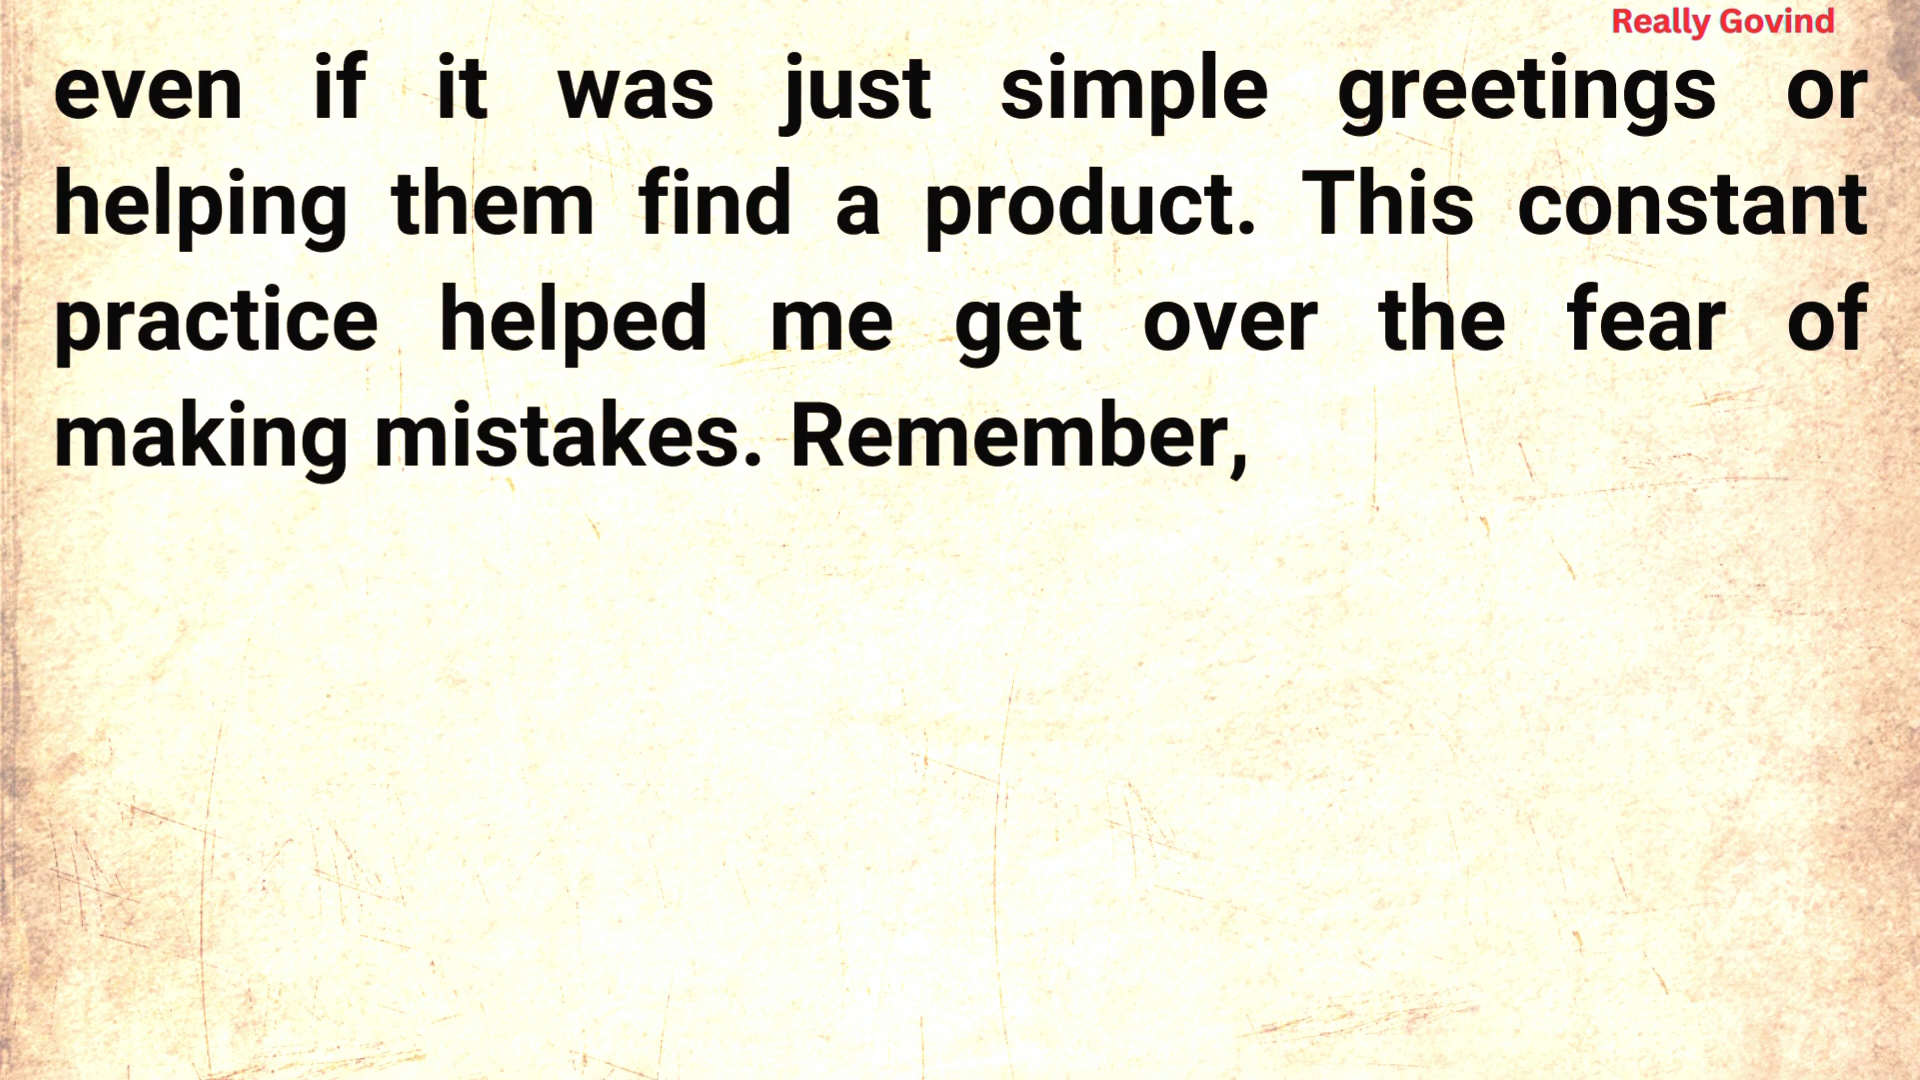 Really Govind
even if it was just simple greetings or
helping them find a product. This constant
practice helped me get over the fear of
making mistakes. Remember,